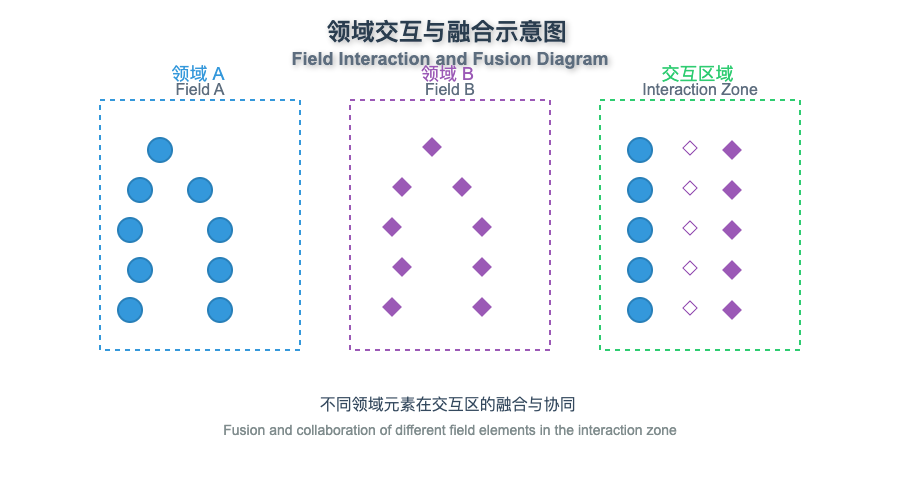 领域交互与融合示意图
Field Interaction and Fusion Diagram
领域 A
Field A
领域 B
Field B
交互区域
Interaction Zone
不同领域元素在交互区的融合与协同
Fusion and collaboration of different field elements in the interaction zone